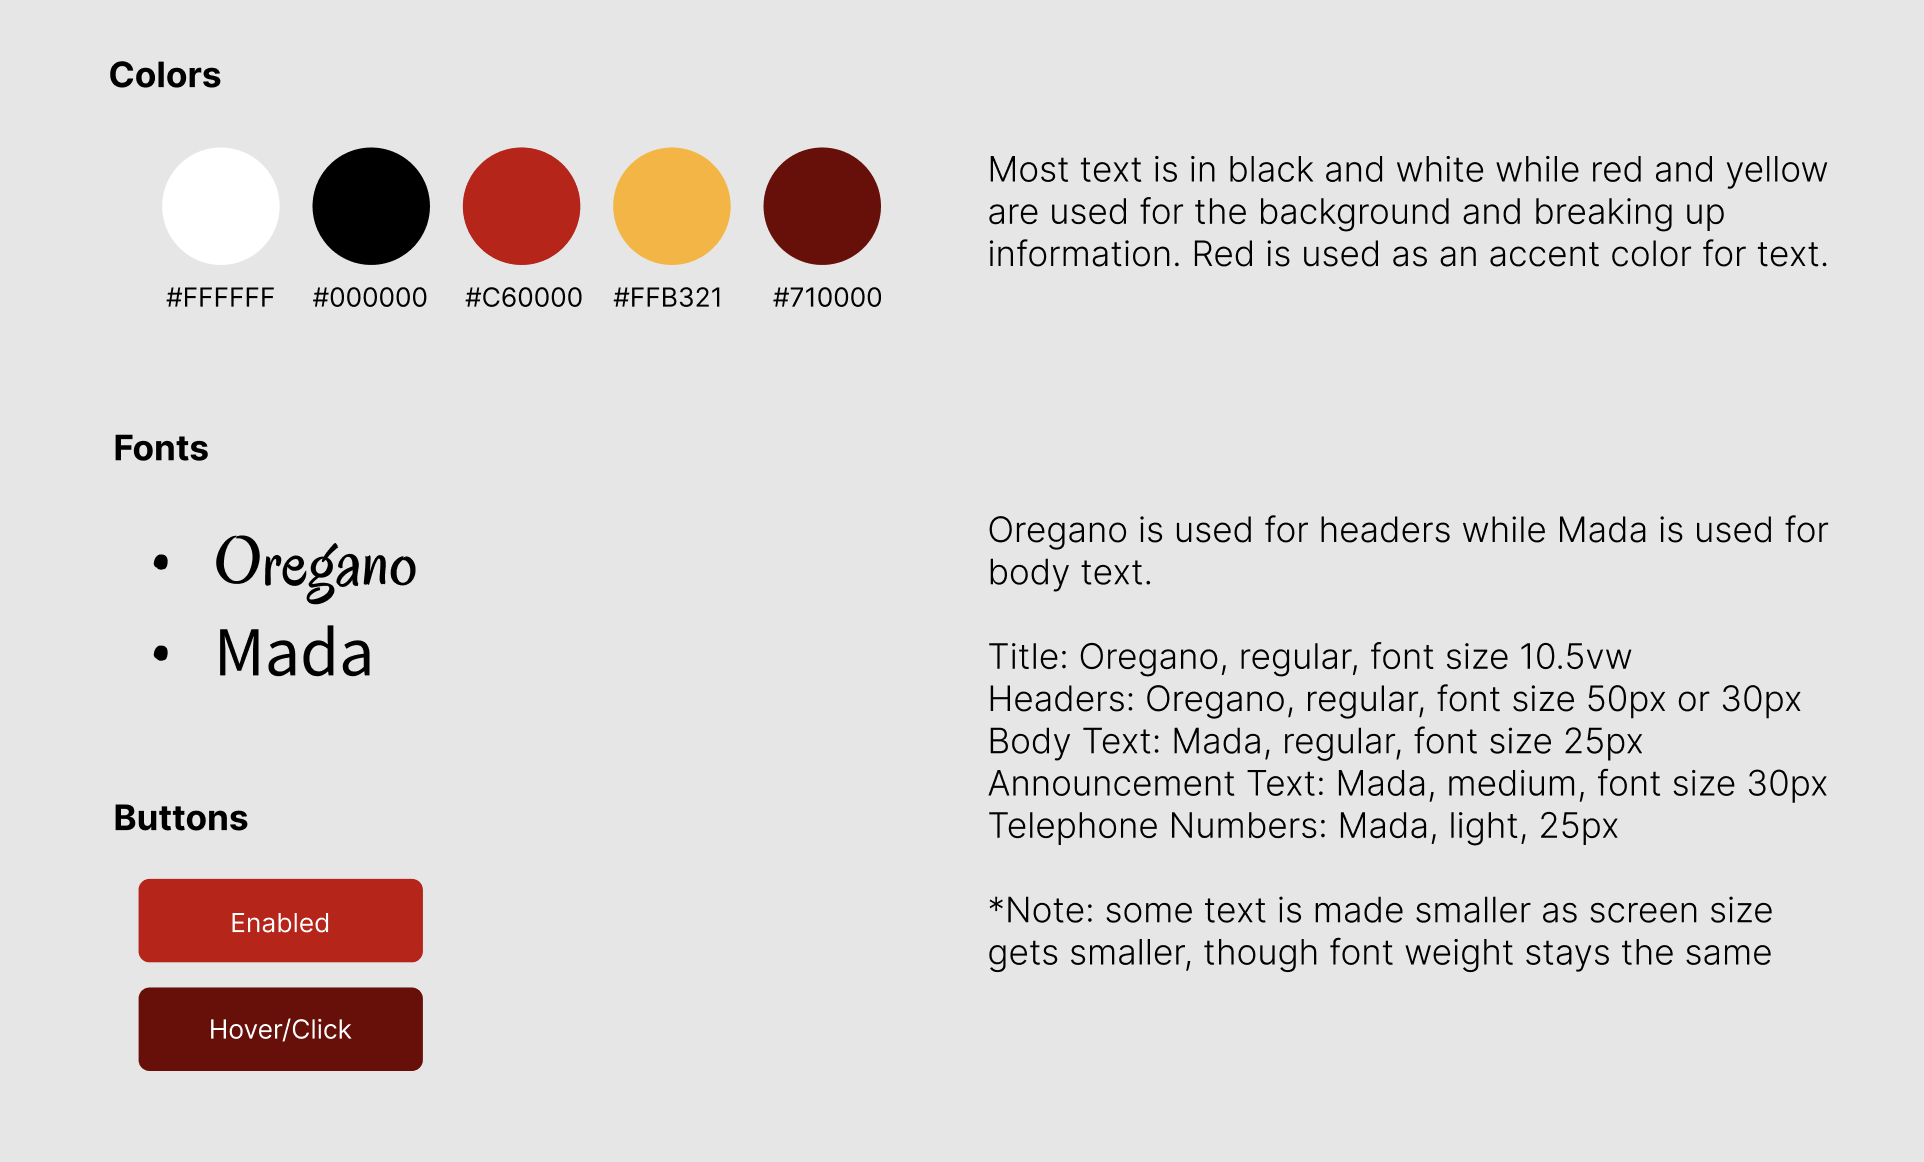 Colors
#FFFFFF #000000 #C60000 #FFB321 #710000
Most text is in black and white while red and yellow
are used for the background and breaking up
information. Red is used as an accent color for text.
Fonts
• Oregano
• Mada
Oregano is used for headers while Mada is used for
body text.
Title: Oregano, regular, font size 10.5vw
Headers: Oregano, regular, font size 50px or 30px
Body Text: Mada, regular, font size 25px
Announcement Text: Mada, medium, font size 30px
Telephone Numbers: Mada, light, 25px
*Note: some text is made smaller as screen size
gets smaller, though font weight stays the same
Buttons
Enabled
Hover/Click